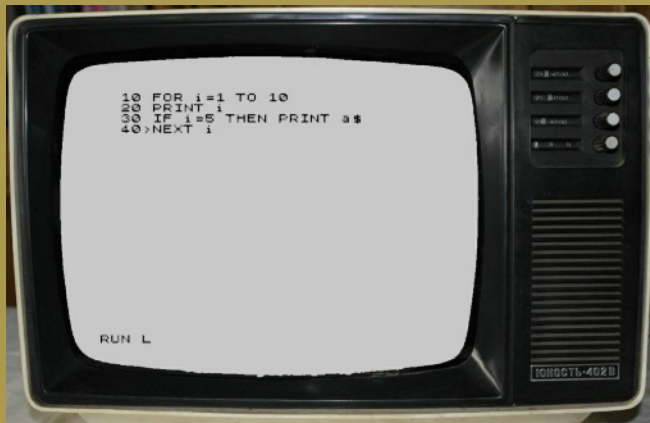 10 FOR i=1 TO 10
20 PRINT i
30 IF i=5 THEN PRINT a$
40>NEXT i
RUN L
ЮНОСТЬ-402В